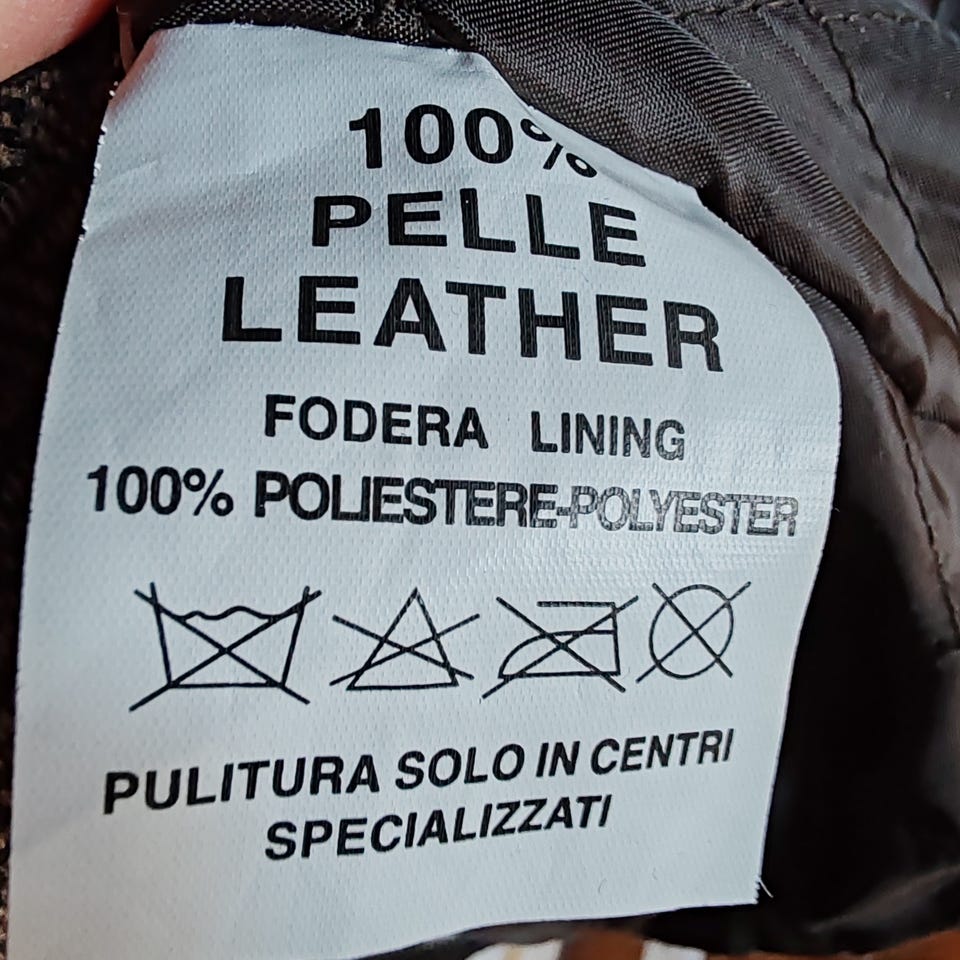 100%
PELLE
LEATHER
FODERA LINING
100% POLIESTERE-POLYESTER
PULITURA SOLO IN CENTRI
SPECIALIZZATI